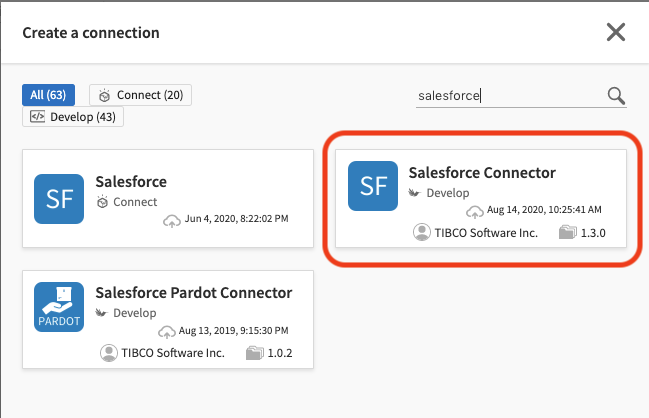 Create a connection
All (63)
Connect (20)
Develop (43)
salesforce
SF
Salesforce
Connect
Jun 4, 2020, 8:22:02 PM
SF
Salesforce Connector
Develop
Aug 14, 2020, 10:25:41 AM
TIBCO Software Inc.
1.3.0
PARDOT
Salesforce Pardot Connector
Develop
Aug 13, 2019, 9:15:30 PM
TIBCO Software Inc.
1.0.2